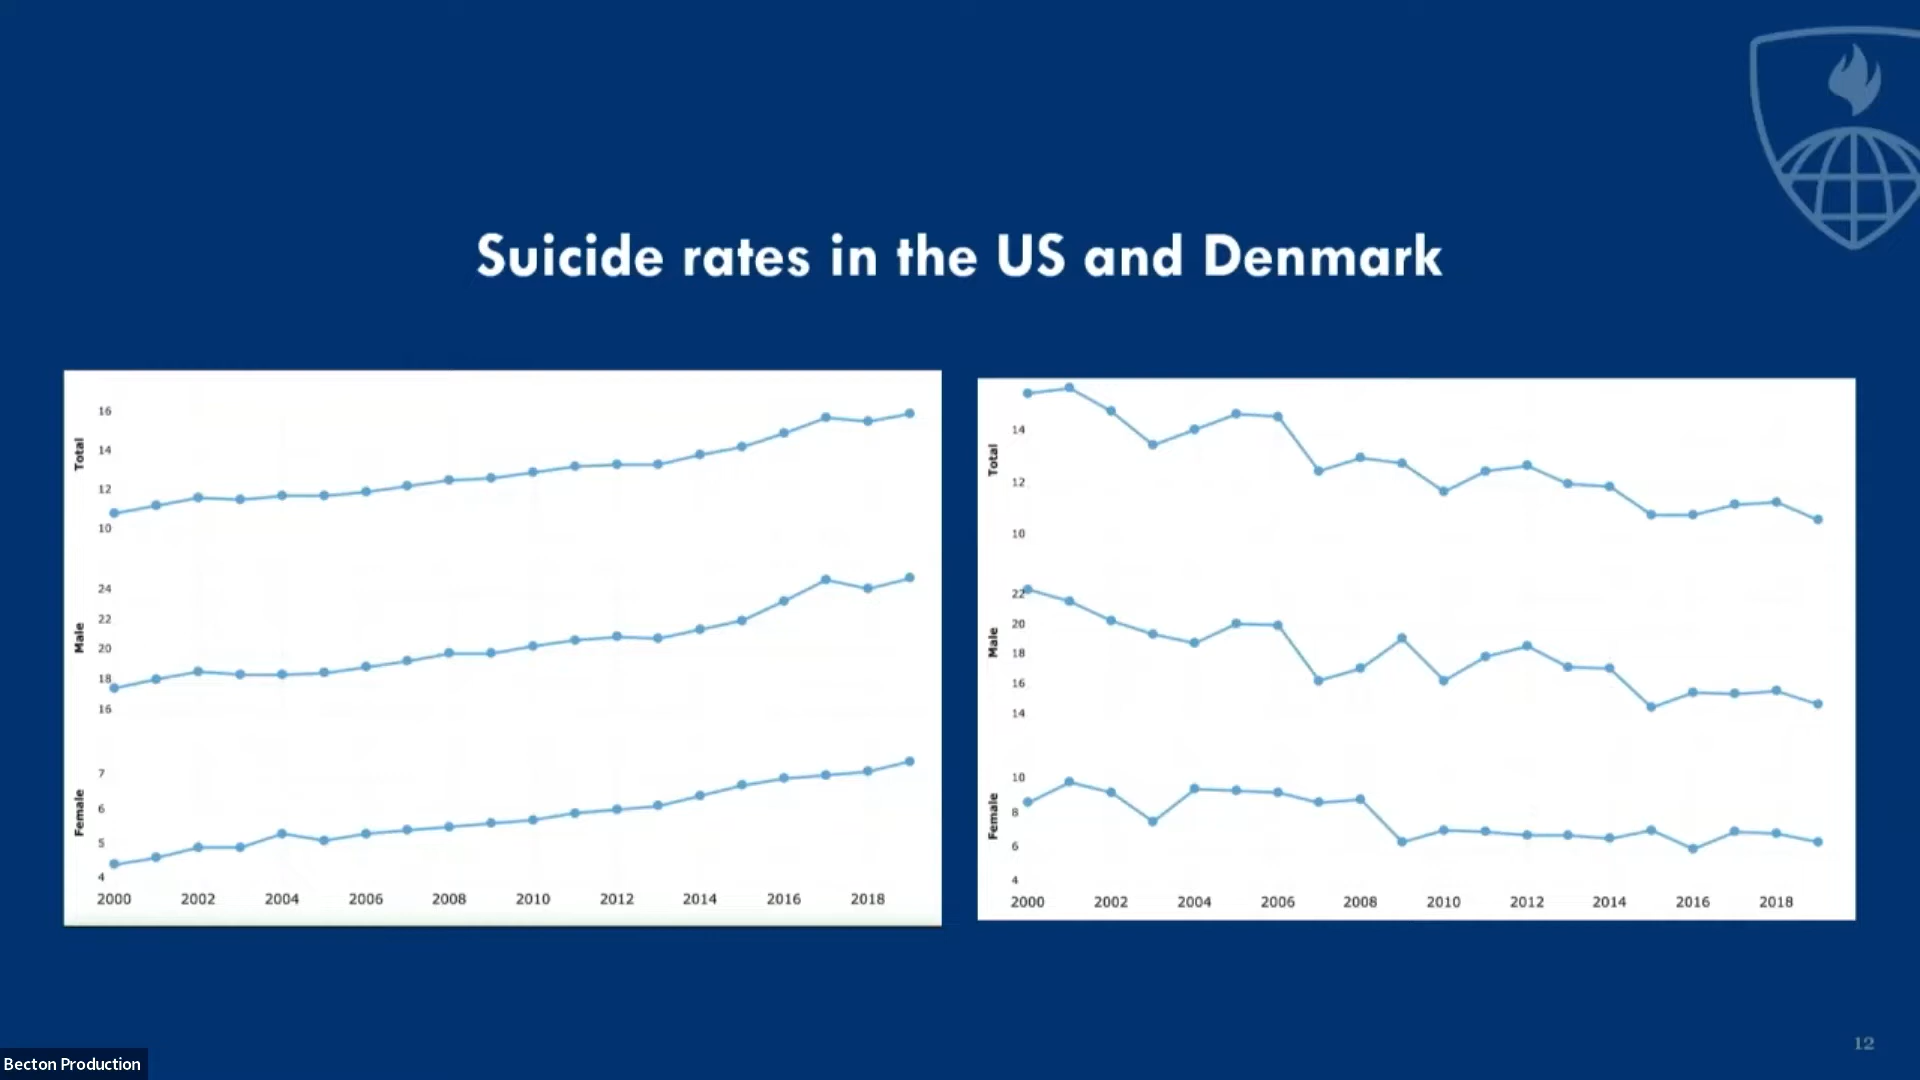 Suicide rates in the US and Denmark
Total
16
14
12
10
Male
24
22
20
18
16
Female
7
6
5
4
2000 2002 2004 2006 2008 2010 2012 2014 2016 2018
Total
14
12
10
Male
22
20
18
16
14
Female
10
8
6
4
2000 2002 2004 2006 2008 2010 2012 2014 2016 2018
12
Becton Production